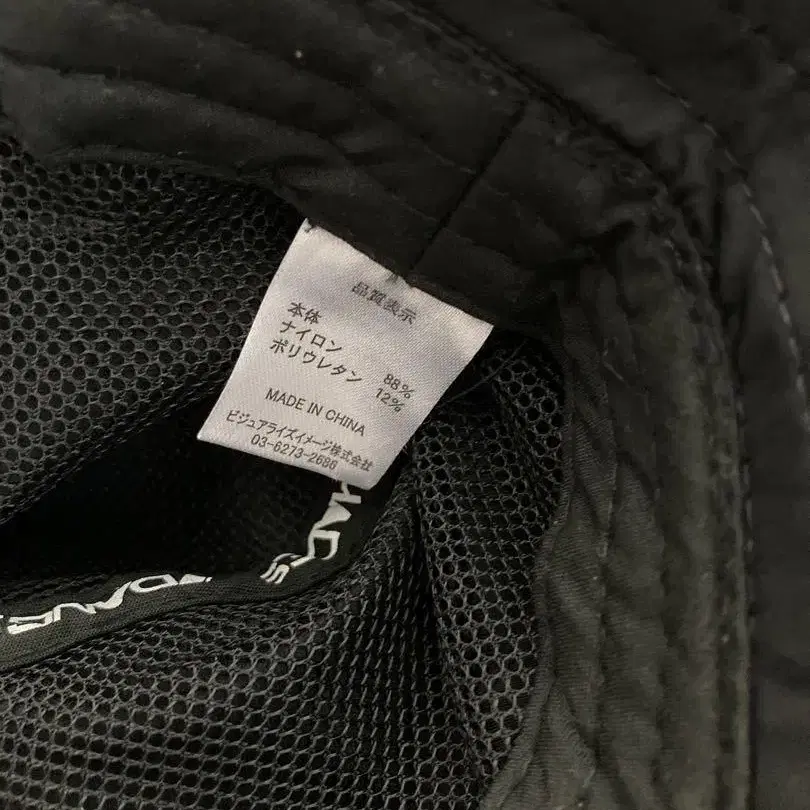 品質表示
本体
ナイロン 88%
ポリウレタン 12%
MADE IN CHINA
ビジュアライズイメージ株式会社
03-6273-2686